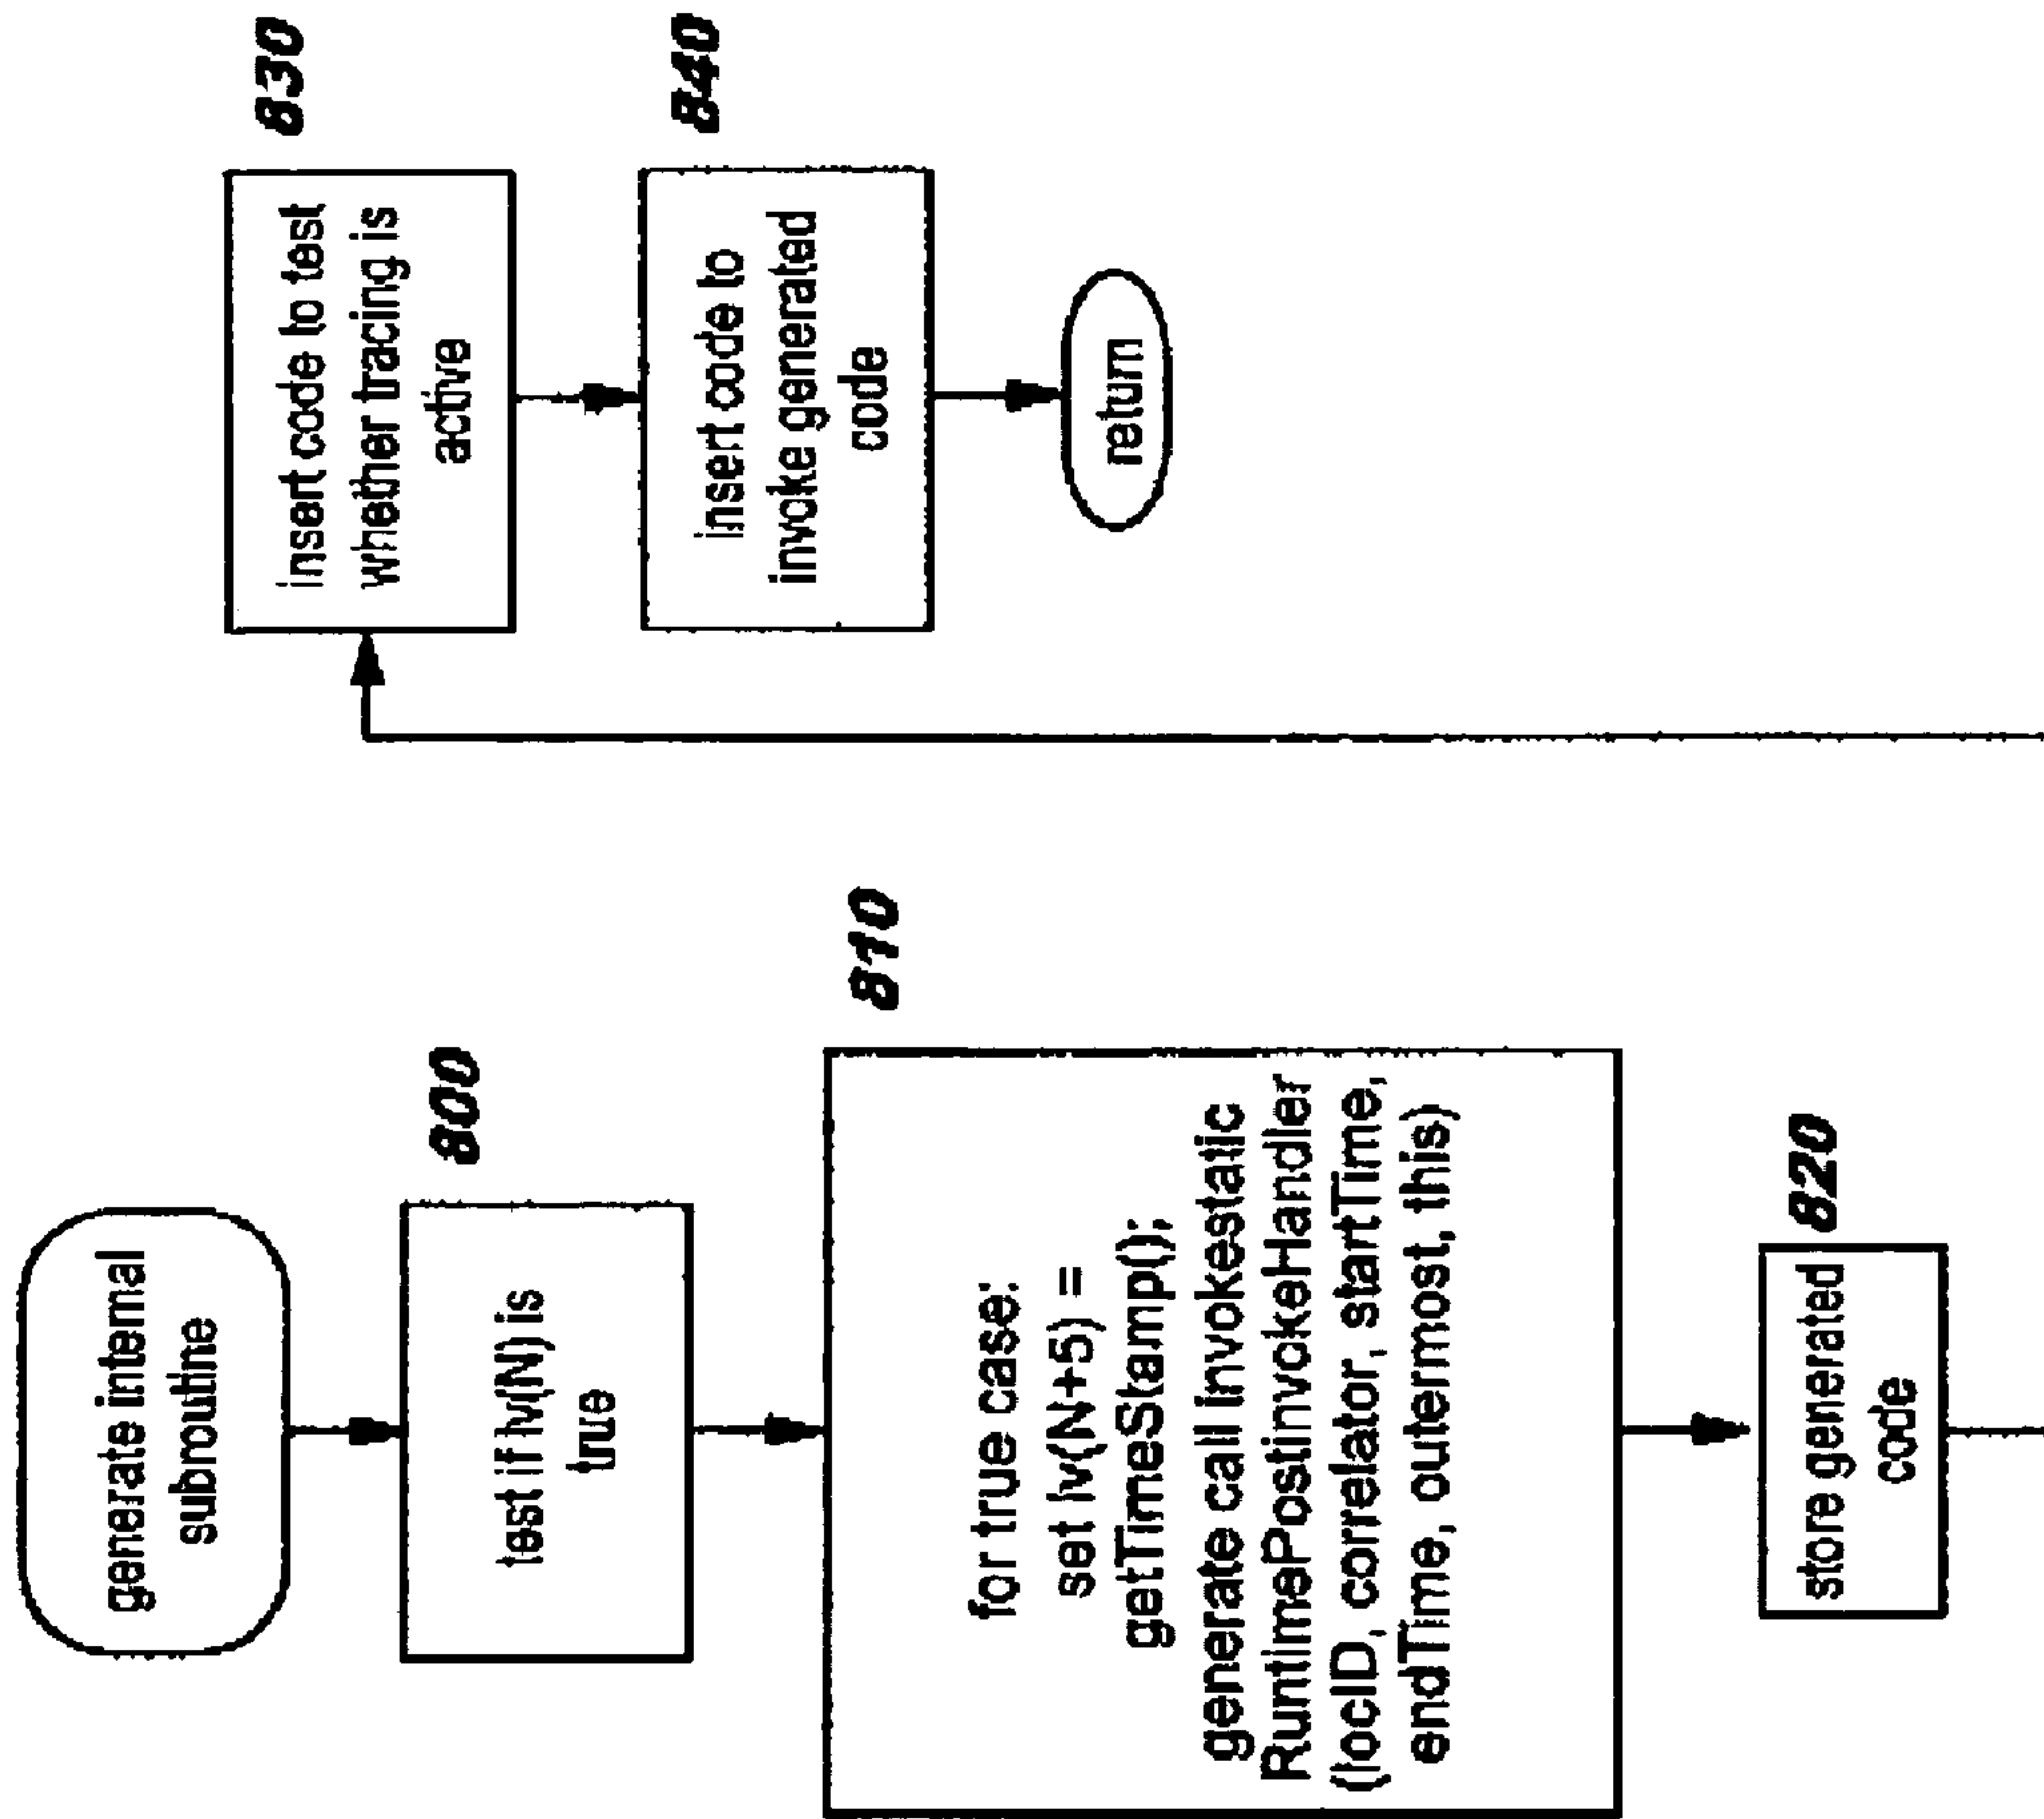 generate internal
subroutine
800
test if lv(N) is
true
810
for true case:
set lv(N+5) =
getTimeStamp();
generate call invokestatic
RuntimePostinvokeHandler
(locID, correlator, startTime,
endTime, outermost, this)
820
store generated
code
830
insert code to test
whether tracing is
active
840
insert code to
invoke generated
code
return